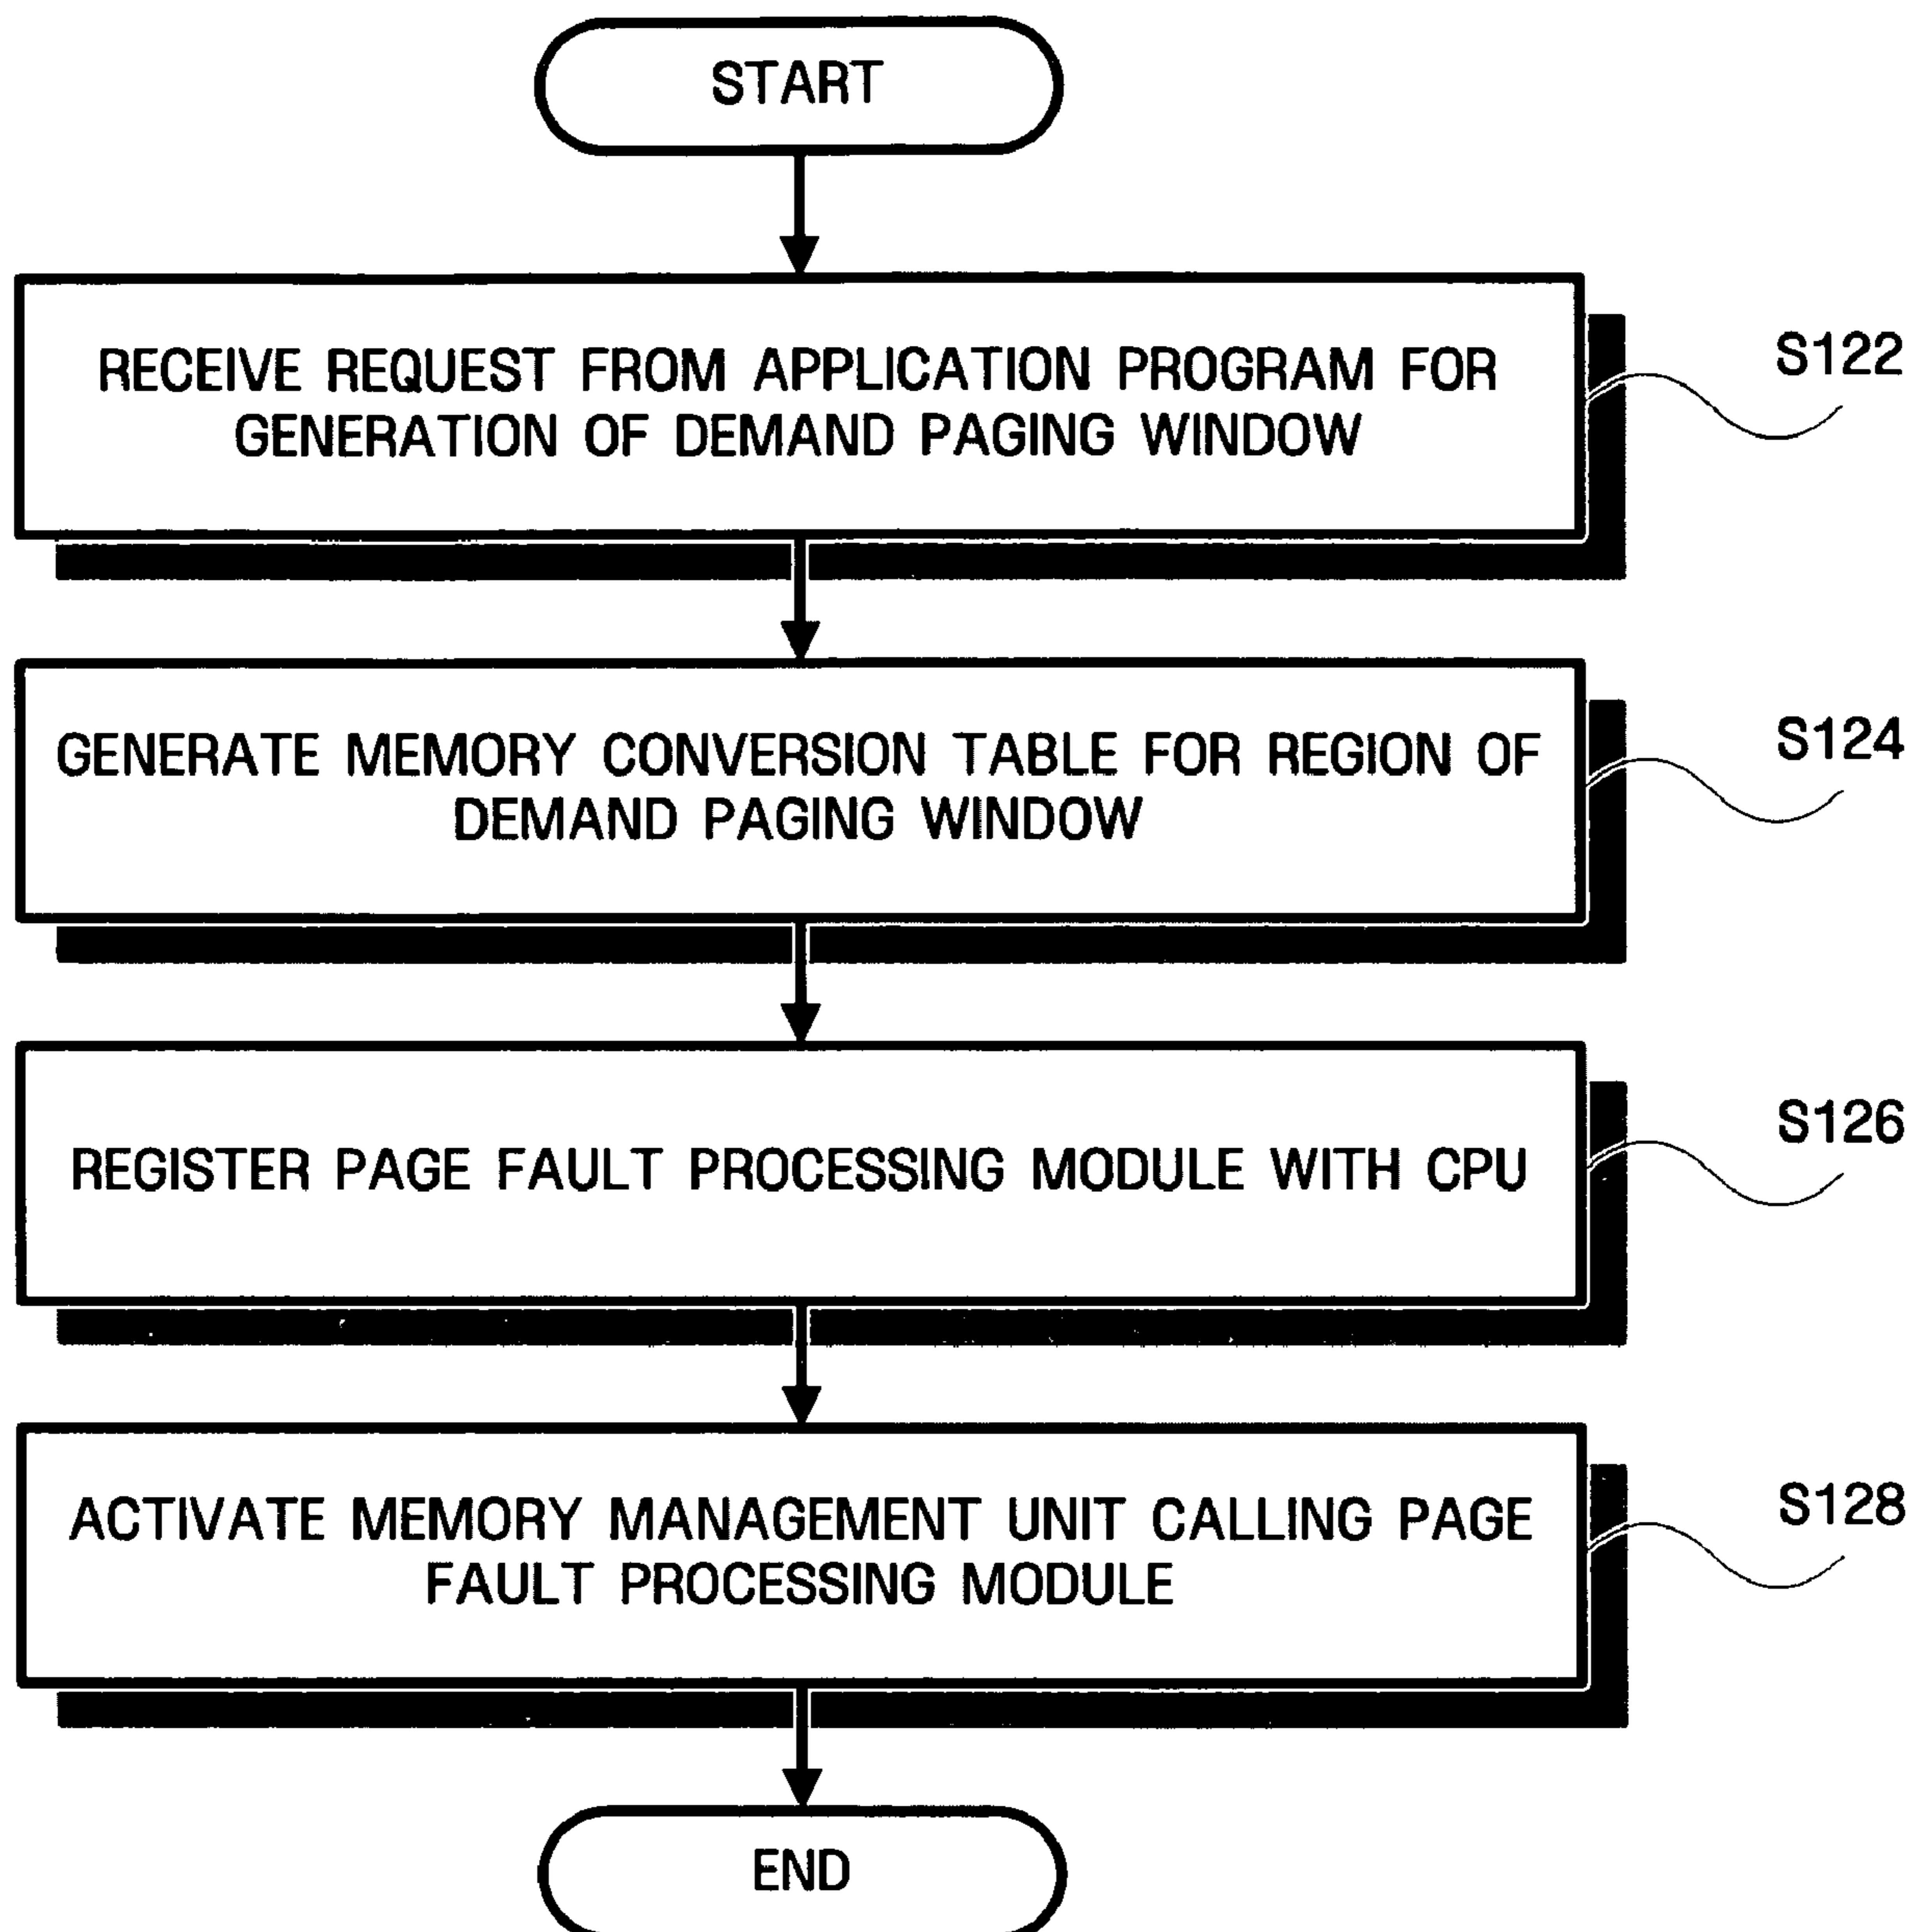 START
RECEIVE REQUEST FROM APPLICATION PROGRAM FOR
GENERATION OF DEMAND PAGING WINDOW
S122
GENERATE MEMORY CONVERSION TABLE FOR REGION OF
DEMAND PAGING WINDOW
S124
REGISTER PAGE FAULT PROCESSING MODULE WITH CPU
S126
ACTIVATE MEMORY MANAGEMENT UNIT CALLING PAGE
FAULT PROCESSING MODULE
S128
END